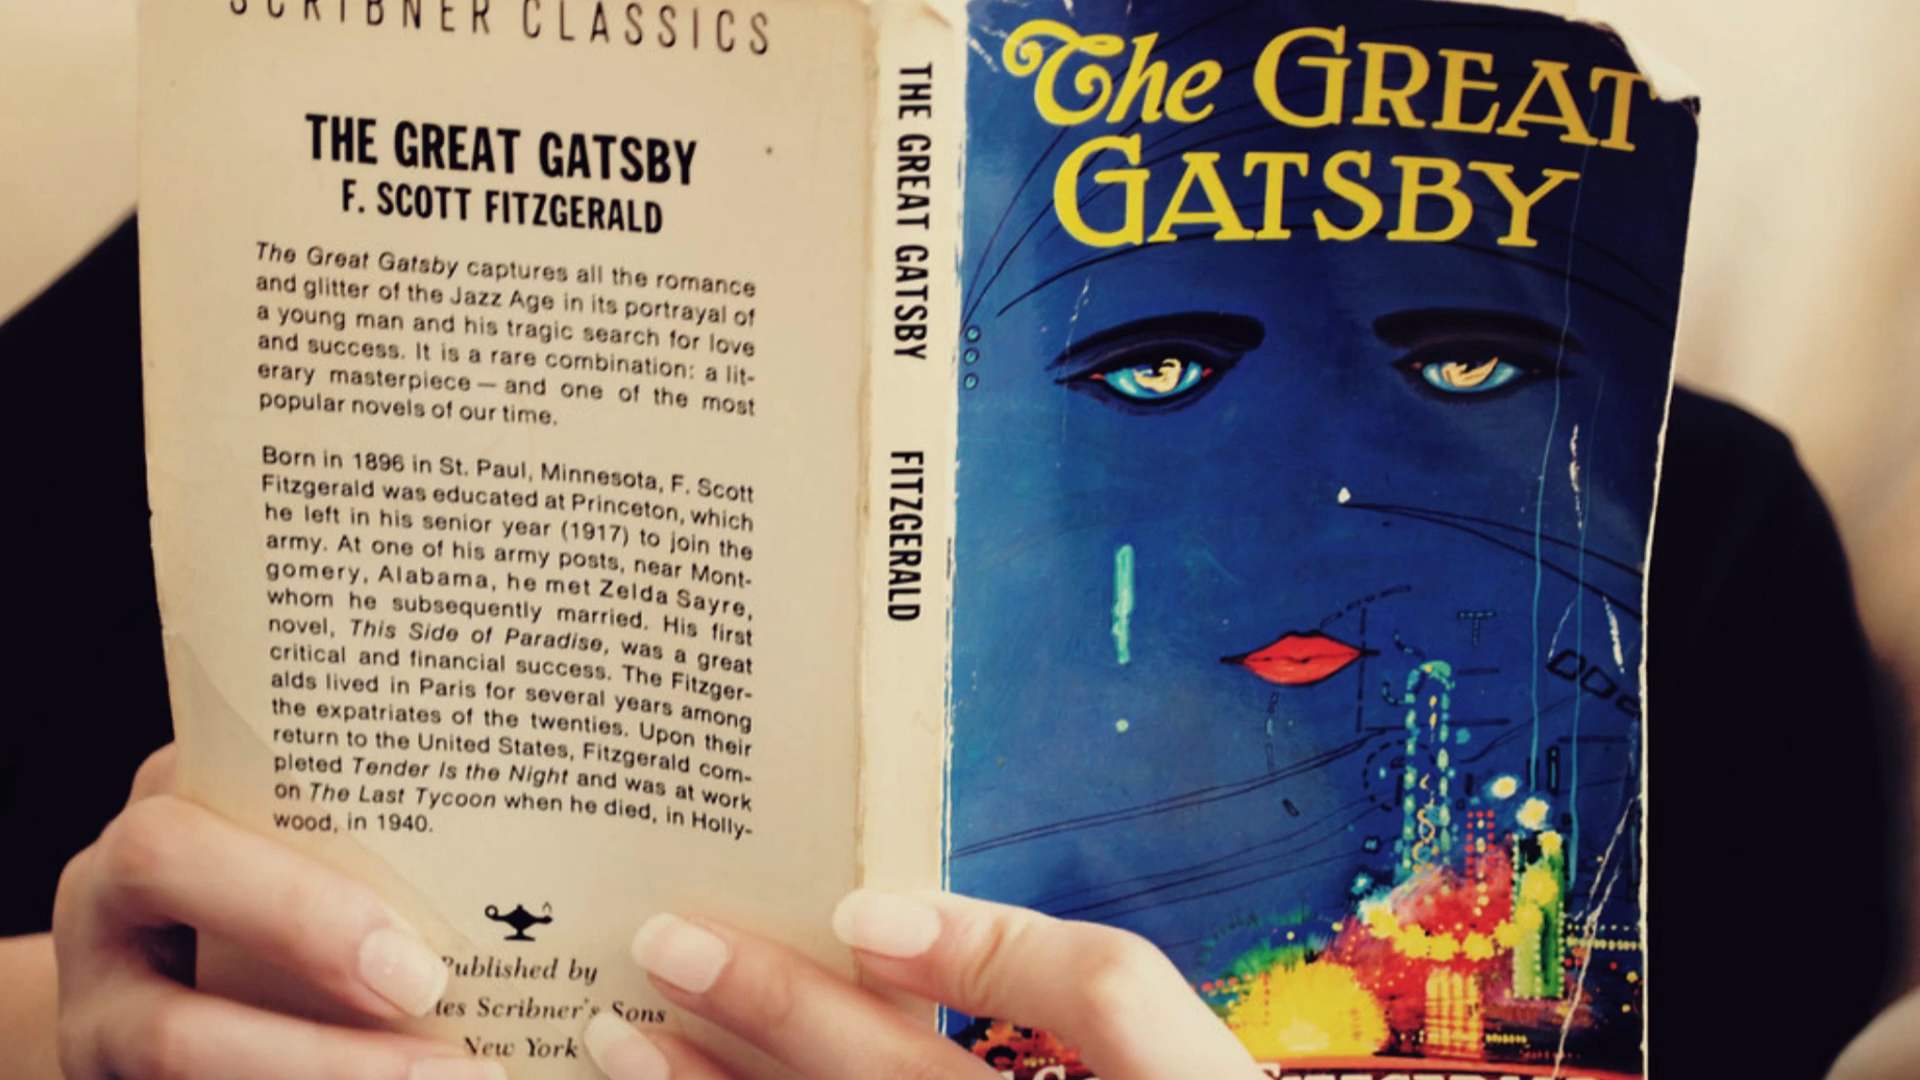 SCRIBNER CLASSICS
THE GREAT GATSBY
F. SCOTT FITZGERALD
The Great Gatsby captures all the romance
and glitter of the Jazz Age in its portrayal of
a young man and his tragic search for love
and success. It is a rare combination: a lit-
erary masterpiece — and one of the most
popular novels of our time.
Born in 1896 in St. Paul, Minnesota, F. Scott
Fitzgerald was educated at Princeton, which
he left in his senior year (1917) to join the
army. At one of his army posts, near Mont-
gomery, Alabama, he met Zelda Sayre,
whom he subsequently married. His first
novel, This Side of Paradise, was a great
critical and financial success. The Fitzger-
alds lived in Paris for several years among
the expatriates of the twenties. Upon their
return to the United States, Fitzgerald com-
pleted Tender Is the Night and was at work
on The Last Tycoon when he died, in Holly-
wood, in 1940.
Published by
Scribner's Sons
New York
THE GREAT GATSBY FITZGERALD
The GREAT
GATSBY